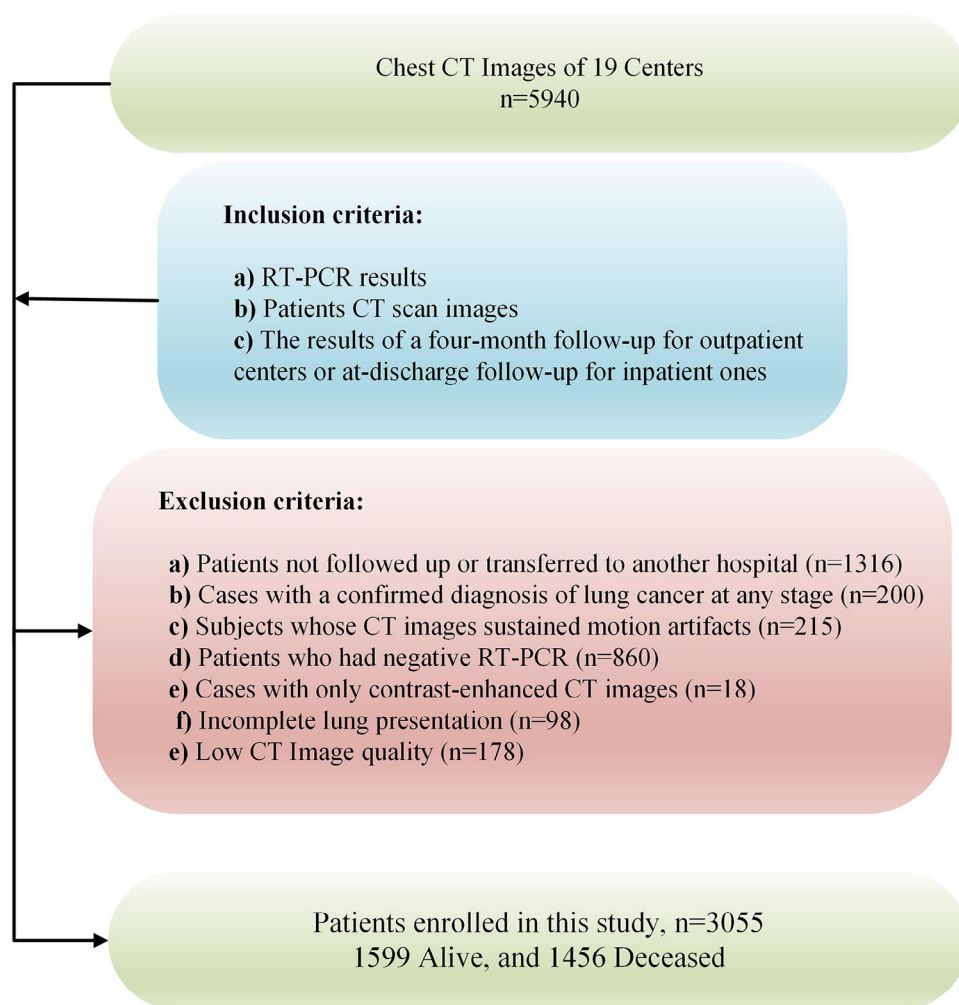 Chest CT Images of 19 Centers
n=5940
Inclusion criteria:
a) RT-PCR results
b) Patients CT scan images
c) The results of a four-month follow-up for outpatient
centers or at-discharge follow-up for inpatient ones
Exclusion criteria:
a) Patients not followed up or transferred to another hospital (n=1316)
b) Cases with a confirmed diagnosis of lung cancer at any stage (n=200)
c) Subjects whose CT images sustained motion artifacts (n=215)
d) Patients who had negative RT-PCR (n=860)
e) Cases with only contrast-enhanced CT images (n=18)
f) Incomplete lung presentation (n=98)
e) Low CT Image quality (n=178)
Patients enrolled in this study, n=3055
1599 Alive, and 1456 Deceased